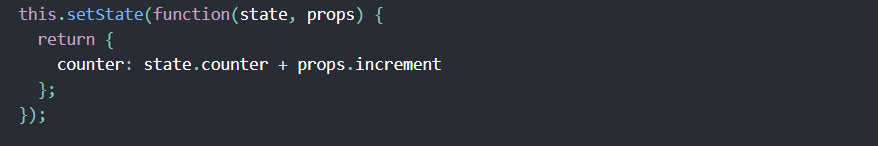 this.setState(function(state, props) {
  return {
    counter: state.counter + props.increment
  };
});